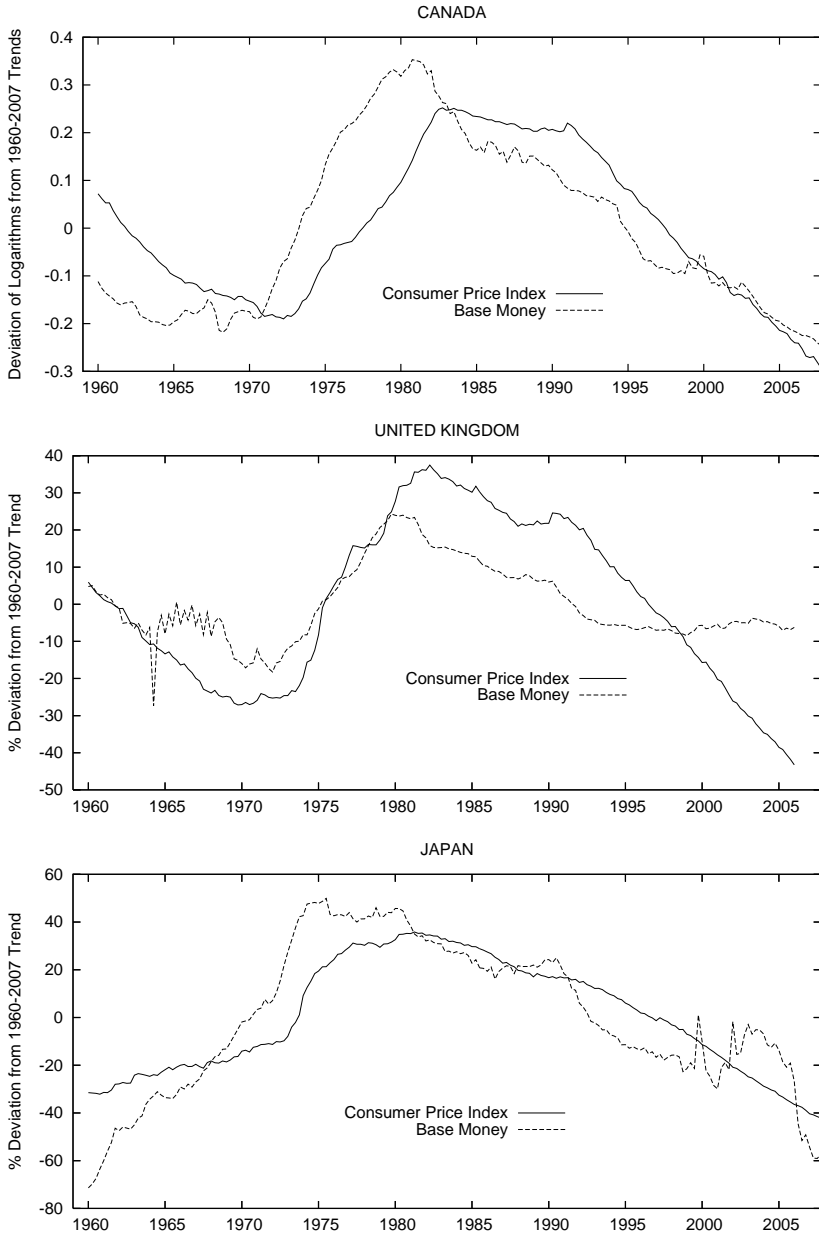 CANADA
Deviation of Logarithms from 1960-2007 Trends
0.4
0.3
0.2
0.1
0
-0.1
-0.2
-0.3
Consumer Price Index
Base Money
1960 1965 1970 1975 1980 1985 1990 1995 2000 2005
UNITED KINGDOM
% Deviation from 1960-2007 Trend
40
30
20
10
0
-10
-20
-30
-40
-50
Consumer Price Index
Base Money
1960 1965 1970 1975 1980 1985 1990 1995 2000 2005
JAPAN
% Deviation from 1960-2007 Trend
60
40
20
0
-20
-40
-60
-80
Consumer Price Index
Base Money
1960 1965 1970 1975 1980 1985 1990 1995 2000 2005